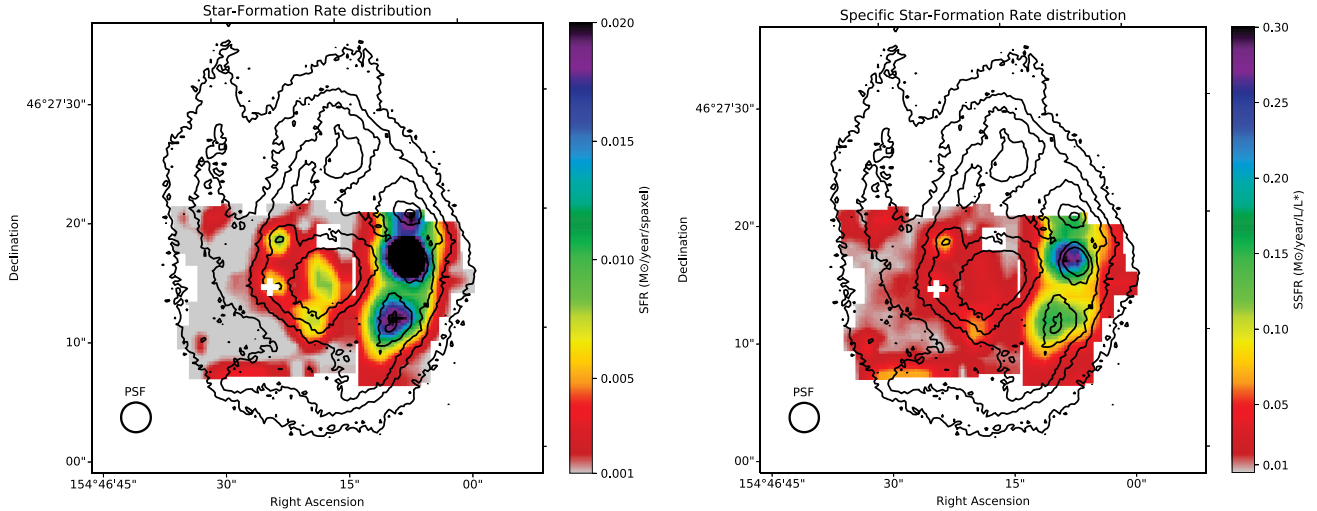 Star-Formation Rate distribution
46°27'30"
20"
10"
00"
Declination
PSF
154°46'45"
30"
15"
00"
Right Ascension
0.020
0.015
0.010
0.005
0.001
SFR (M⊙/year/spaxel)
Specific Star-Formation Rate distribution
46°27'30"
20"
10"
00"
Declination
PSF
154°46'45"
30"
15"
00"
Right Ascension
0.30
0.25
0.20
0.15
0.10
0.05
0.01
SSFR (M⊙/year/L/L*)